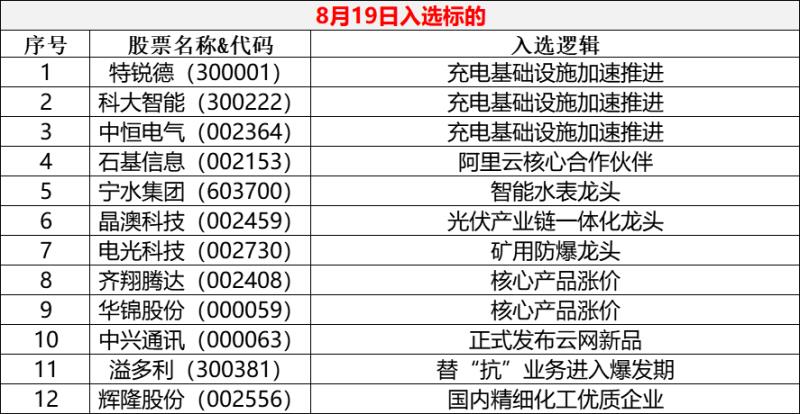 8月19日入选标的
序号 股票名称&代码 入选逻辑
1 特锐德（300001） 充电基础设施加速推进
2 科大智能（300222） 充电基础设施加速推进
3 中恒电气（002364） 充电基础设施加速推进
4 石基信息（002153） 阿里云核心合作伙伴
5 宁水集团（603700） 智能水表龙头
6 晶澳科技（002459） 光伏产业链一体化龙头
7 电光科技（002730） 矿用防爆龙头
8 齐翔腾达（002408） 核心产品涨价
9 华锦股份（000059） 核心产品涨价
10 中兴通讯（000063） 正式发布云网新品
11 溢多利（300381） 替“抗”业务进入爆发期
12 辉隆股份（002556） 国内精细化工优质企业